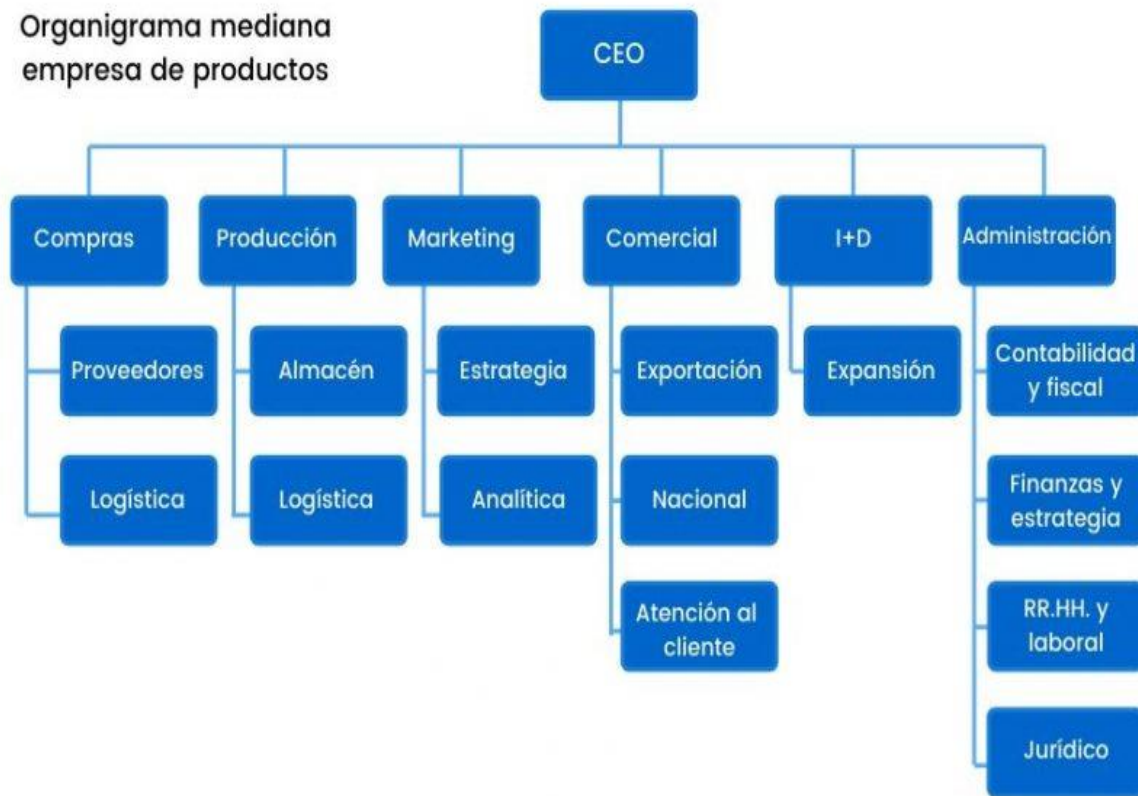 Organigrama mediana
empresa de productos
CEO
Compras
Producción
Marketing
Comercial
I+D
Administración
Proveedores
Almacén
Estrategia
Exportación
Expansión
Contabilidad
y fiscal
Logística
Logística
Analítica
Nacional
Finanzas y
estrategia
Atención al
cliente
RR.HH. y
laboral
Jurídico